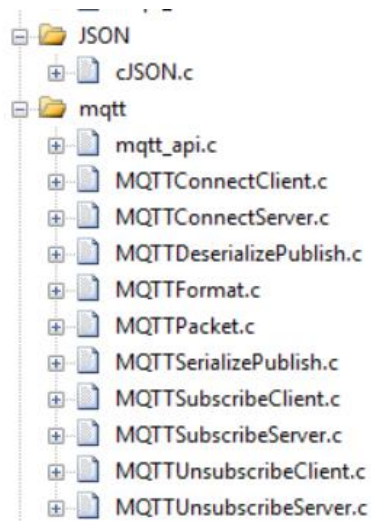 JSON
cJSON.c
mqtt
mqtt_api.c
MQTTConnectClient.c
MQTTConnectServer.c
MQTTDeserializePublish.c
MQTTFormat.c
MQTTPacket.c
MQTTSerializePublish.c
MQTTSubscribeClient.c
MQTTSubscribeServer.c
MQTTUnsubscribeClient.c
MQTTUnsubscribeServer.c